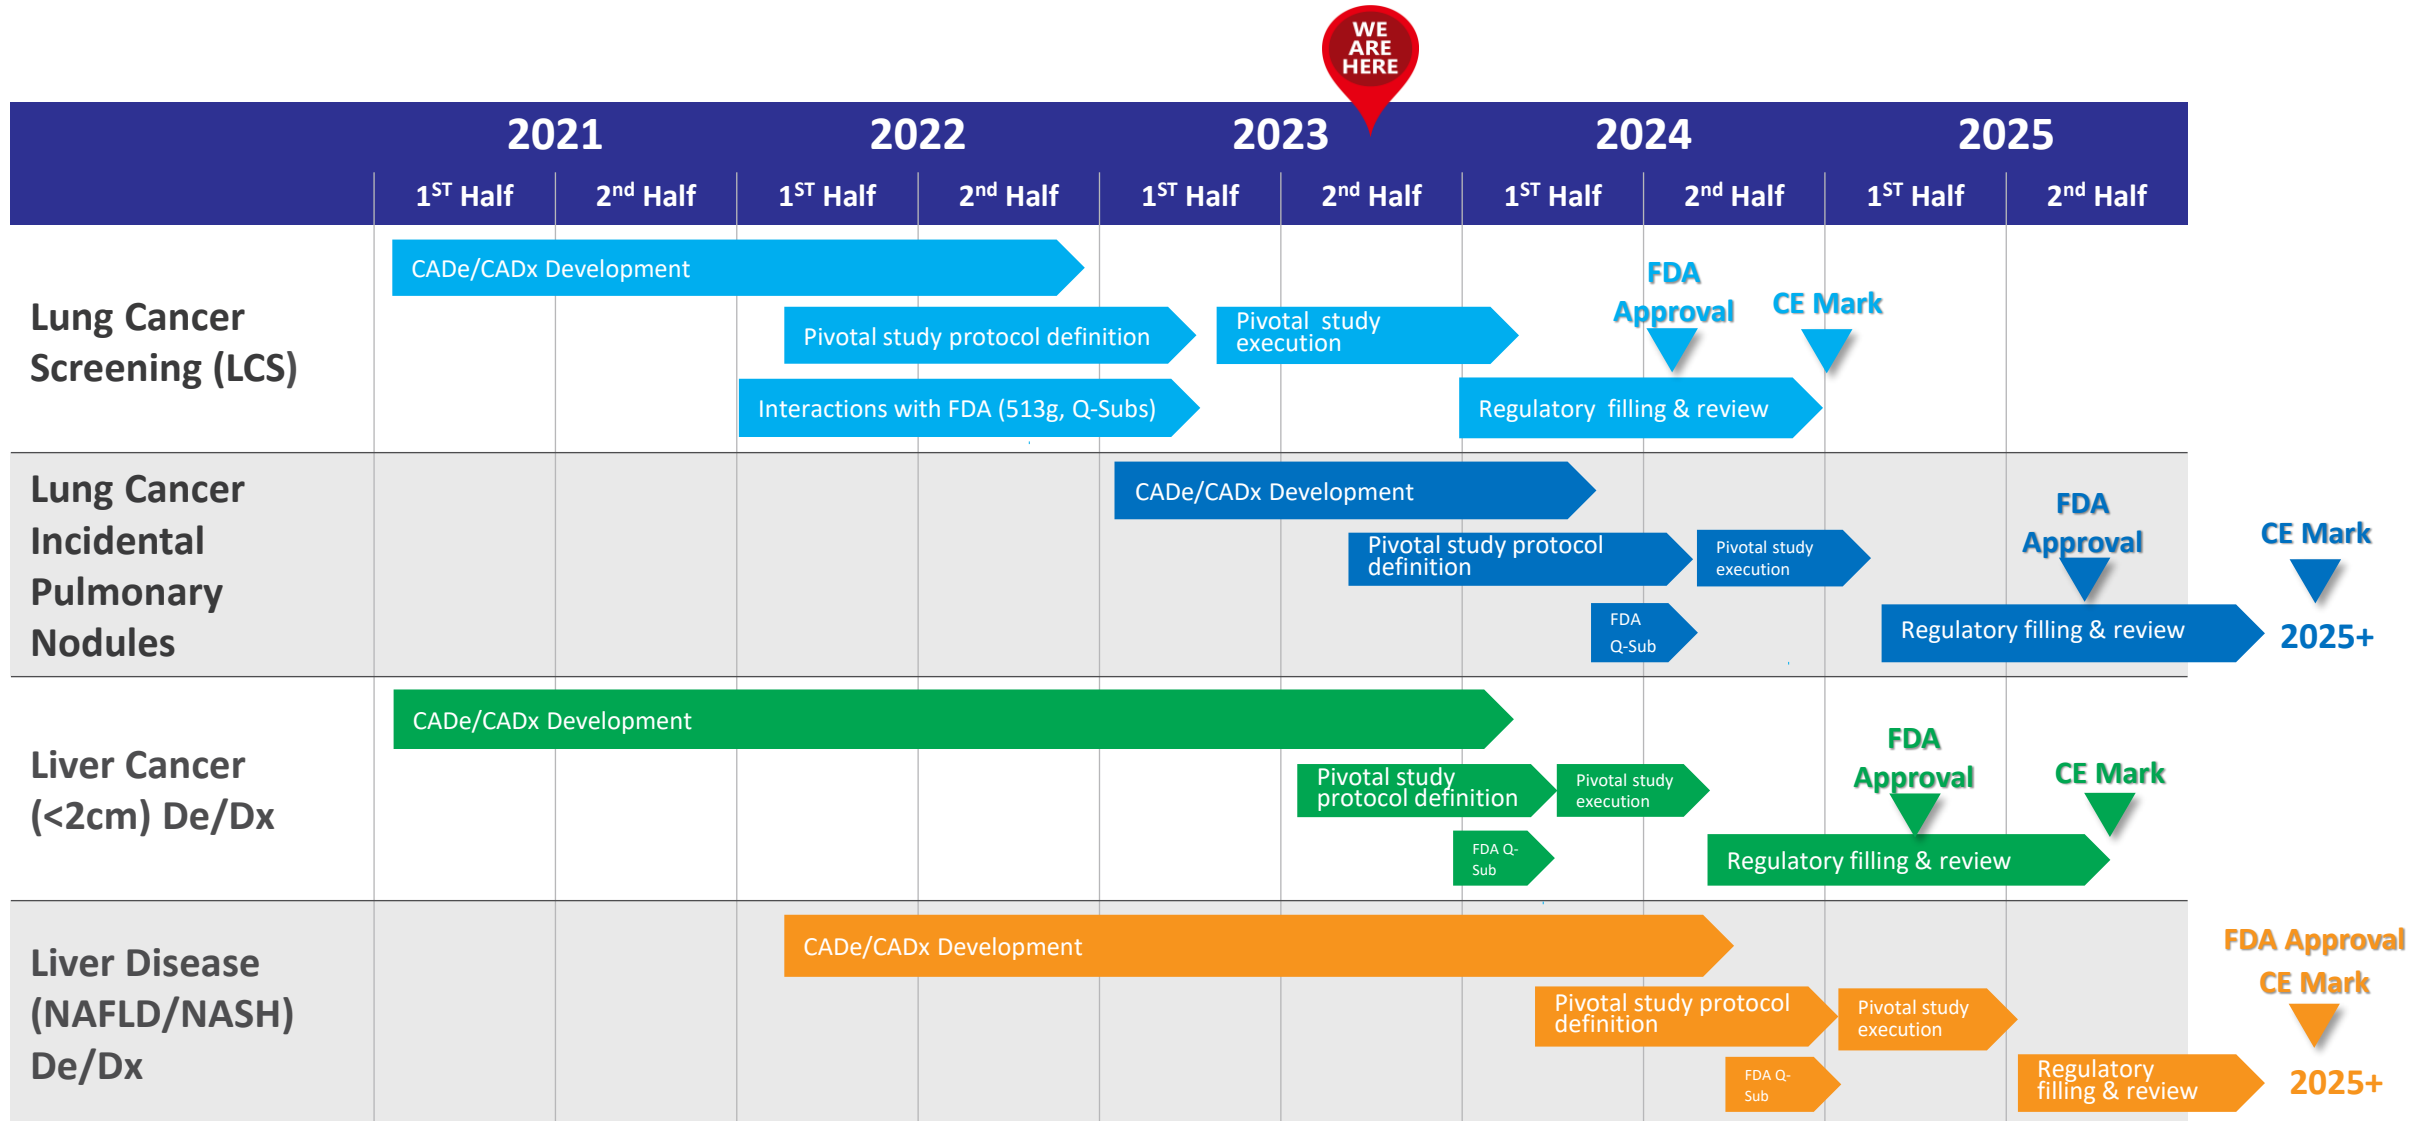 WE
ARE
HERE
2021
2022
2023
2024
2025
1ST Half
2nd Half
1ST Half
2nd Half
1ST Half
2nd Half
1ST Half
2nd Half
1ST Half
2nd Half
Lung Cancer
Screening (LCS)
CADe/CADx Development
Pivotal study protocol definition
Pivotal study
execution
Interactions with FDA (513g, Q-Subs)
Regulatory filling & review
FDA
Approval
CE Mark
Lung Cancer
Incidental
Pulmonary
Nodules
CADe/CADx Development
Pivotal study protocol
definition
Pivotal study
execution
FDA
Q-Sub
Regulatory filling & review
FDA
Approval
CE Mark
2025+
Liver Cancer
(<2cm) De/Dx
CADe/CADx Development
Pivotal study
protocol definition
Pivotal study
execution
FDA Q-
Sub
Regulatory filling & review
FDA
Approval
CE Mark
Liver Disease
(NAFLD/NASH)
De/Dx
CADe/CADx Development
Pivotal study protocol
definition
Pivotal study
execution
FDA Q-
Sub
Regulatory
filling & review
FDA Approval
CE Mark
2025+